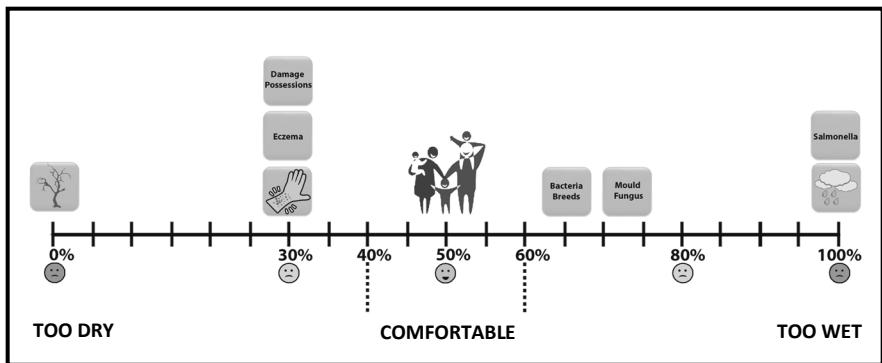 Damage
Possessions
Eczema
Salmonella
Bacteria
Breeds
Mould
Fungus
0% 30% 40% 50% 60% 80% 100%
TOO DRY COMFORTABLE TOO WET